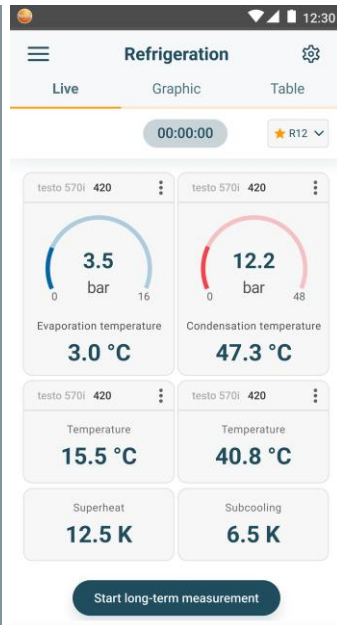 12:30
Refrigeration
Live Graphic Table
00:00:00 R12
testo 570i 420
testo 570i 420
3.5
bar
0 16
12.2
bar
0 48
Evaporation temperature
3.0 °C
Condensation temperature
47.3 °C
testo 570i 420
testo 570i 420
Temperature
15.5 °C
Temperature
40.8 °C
Superheat
12.5 K
Subcooling
6.5 K
Start long-term measurement